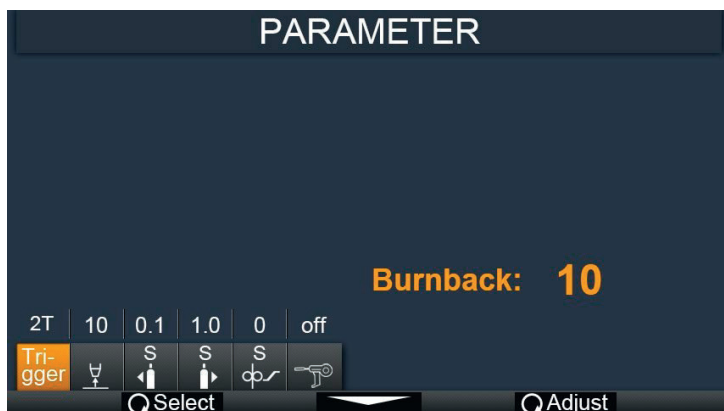 PARAMETER
Burnback: 10
2T 10 0.1 1.0 0 off
Tri-
gger S S S
Select Adjust